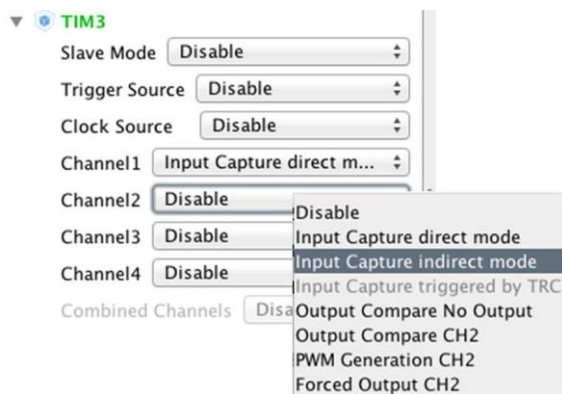 TIM3
Slave Mode Disable
Trigger Source Disable
Clock Source Disable
Channel1 Input Capture direct m...
Channel2 Disable
Channel3 Disable
Channel4 Disable
Combined Channels Disa
Disable
Input Capture direct mode
Input Capture indirect mode
Input Capture triggered by TRC
Output Compare No Output
Output Compare CH2
PWM Generation CH2
Forced Output CH2